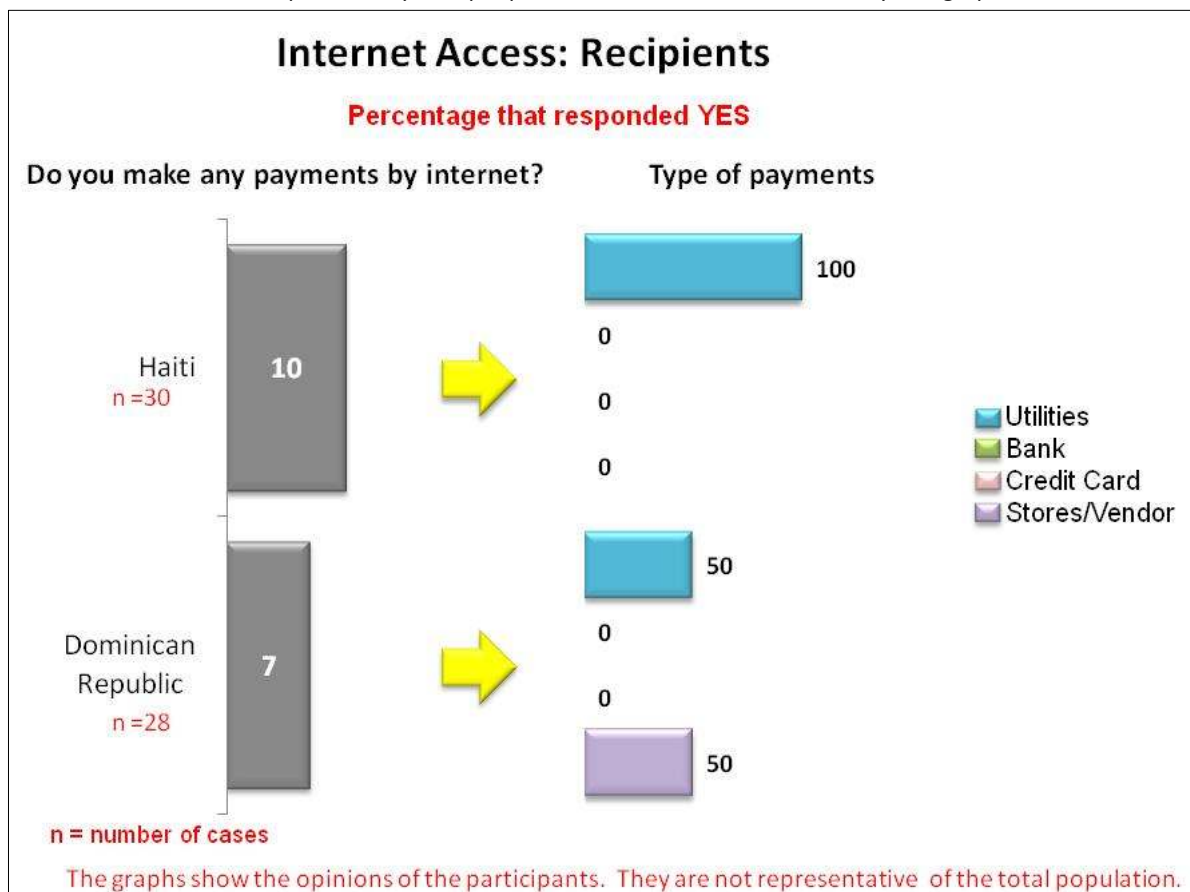 Internet Access: Recipients
Percentage that responded YES
Do you make any payments by internet?
Type of payments
Haiti
n =30
10
100
0
0
0
Dominican
Republic
n =28
7
50
0
0
50
Utilities
Bank
Credit Card
Stores/Vendor
n = number of cases
The graphs show the opinions of the participants. They are not representative of the total population.